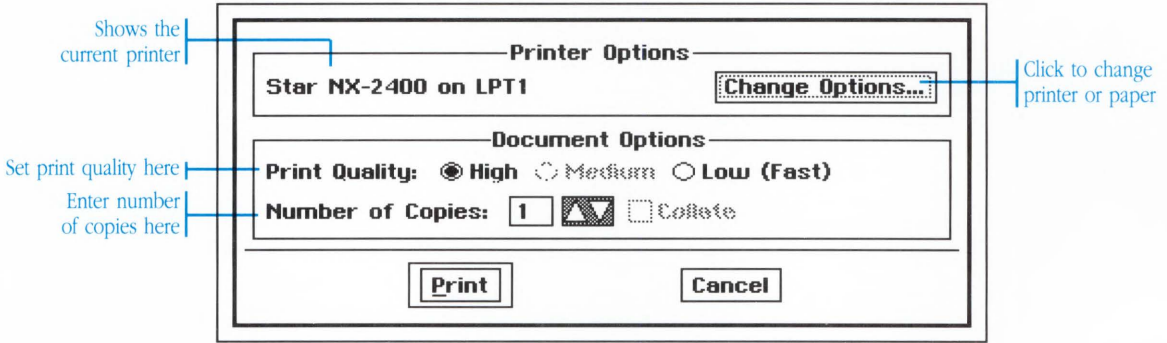 Shows the
current printer
Printer Options
Star NX-2400 on LPT1
Change Options...
Click to change
printer or paper
Document Options
Set print quality here
Print Quality: High Medium Low (Fast)
Enter number
of copies here
Number of Copies: 1 Collate
Print
Cancel